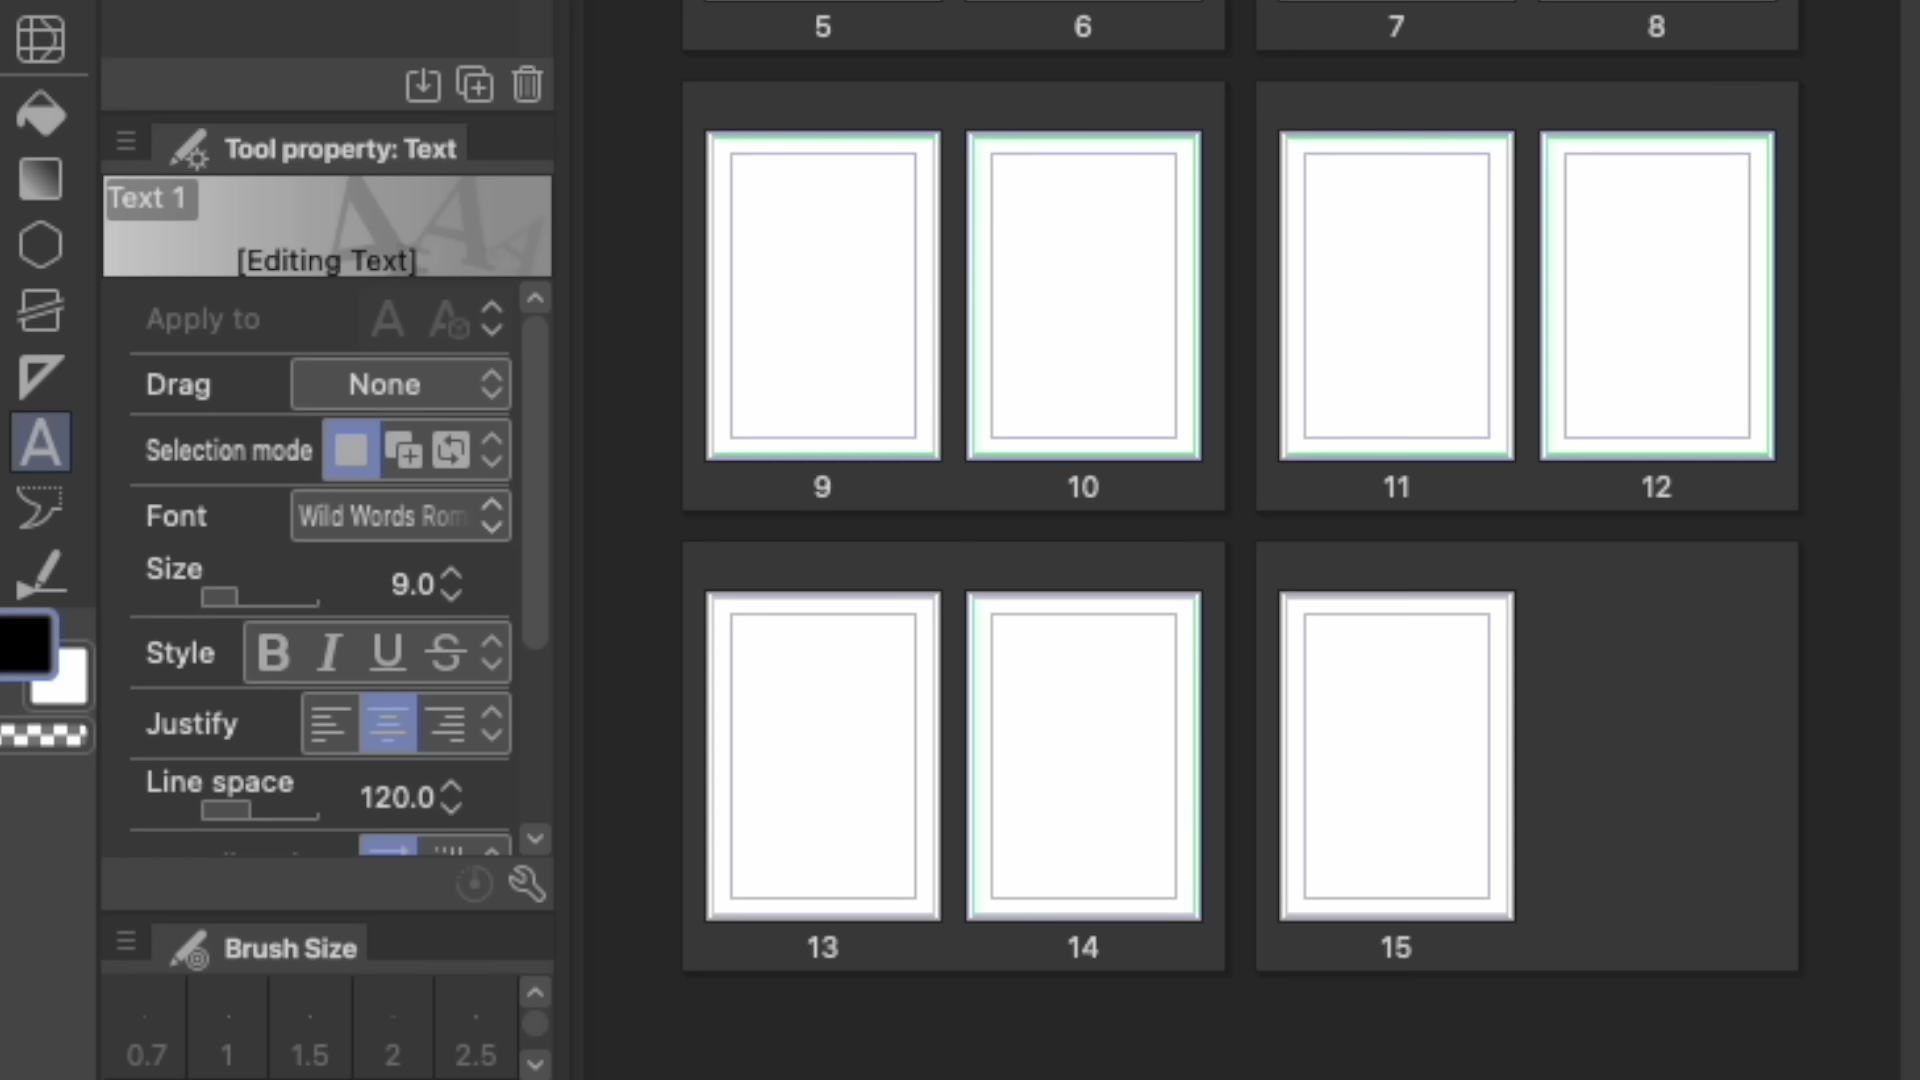 5 6 7 8
Tool property: Text
Text 1
[Editing Text]
Apply to
Drag None
Selection mode
Font Wild Words Rom
Size 9.0
Style B I U S
Justify
Line space 120.0
9 10 11 12
13 14 15
Brush Size
0.7 1 1.5 2 2.5